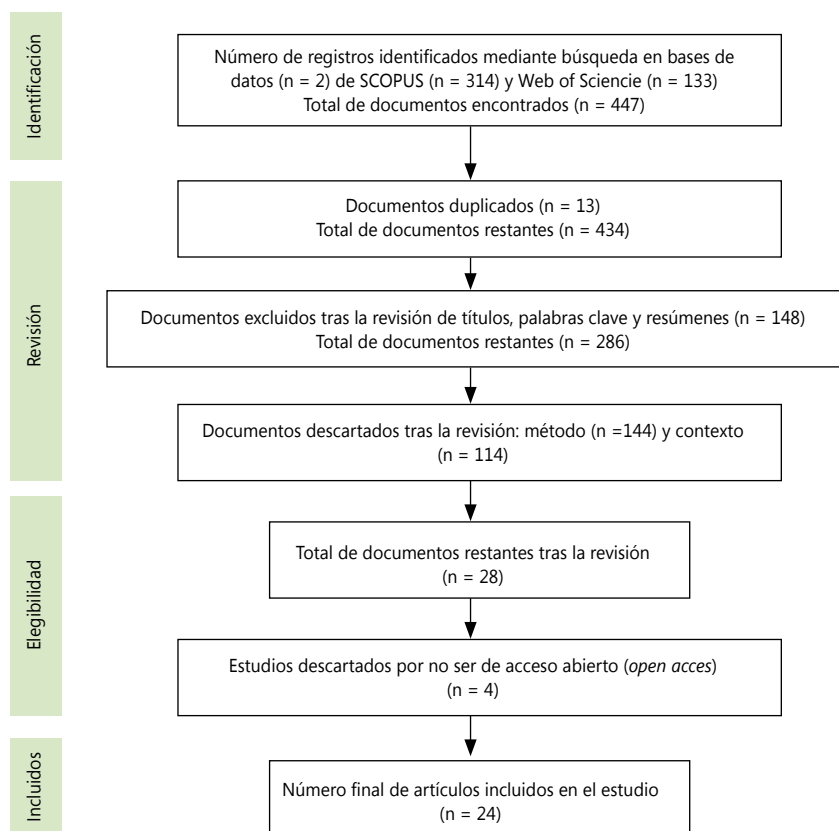 Identificación
Número de registros identificados mediante búsqueda en bases de
datos (n = 2) de SCOPUS (n = 314) y Web of Sciencie (n = 133)
Total de documentos encontrados (n = 447)
Revisión
Documentos duplicados (n = 13)
Total de documentos restantes (n = 434)
Documentos excluidos tras la revisión de títulos, palabras clave y resúmenes (n = 148)
Total de documentos restantes (n = 286)
Documentos descartados tras la revisión: método (n =144) y contexto
(n = 114)
Elegibilidad
Total de documentos restantes tras la revisión
(n = 28)
Estudios descartados por no ser de acceso abierto (open acces)
(n = 4)
Incluidos
Número final de artículos incluidos en el estudio
(n = 24)